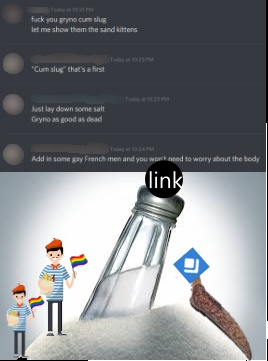 Today at 10:21 PM
fuck you gryno cum slug
let me show them the sand kittens
Today at 10:23 PM
"Cum slug" that's a first
Today at 10:23 PM
Just lay down some salt
Gryno as good as dead
Today at 10:24 PM
Add in some gay French men and you won't need to worry about the body
link